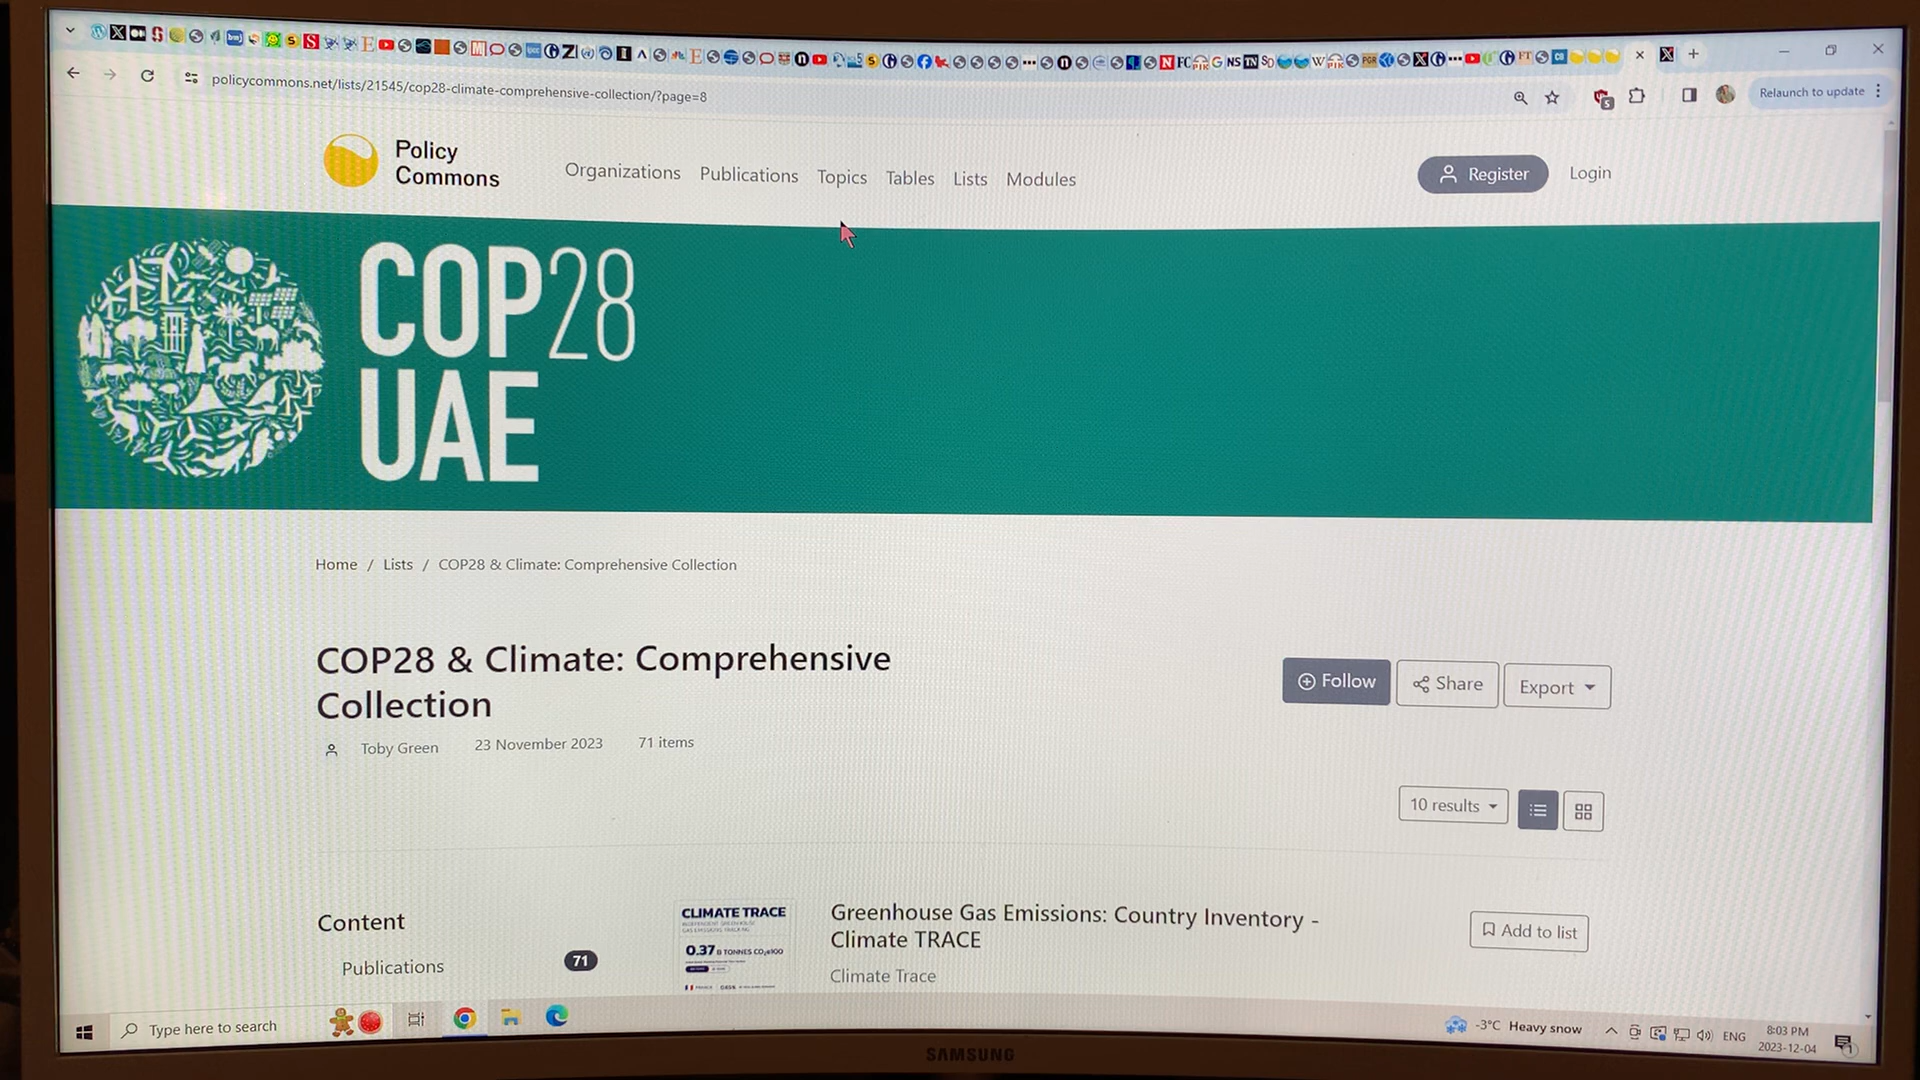 policycommons.net/lists/21545/cop28-climate-comprehensive-collection/?page=8
Relaunch to update
Policy
Commons
Organizations Publications Topics Tables Lists Modules
Register Login
COP28
UAE
Home / Lists / COP28 & Climate: Comprehensive Collection
COP28 & Climate: Comprehensive
Collection
Follow Share Export
Toby Green 23 November 2023 71 items
10 results
Content
Publications 71
CLIMATE TRACE
0.37 B TONNES CO₂e100
Greenhouse Gas Emissions: Country Inventory -
Climate TRACE
Climate Trace
Add to list
Type here to search
-3°C Heavy snow
ENG
8:03 PM
2023-12-04
SAMSUNG